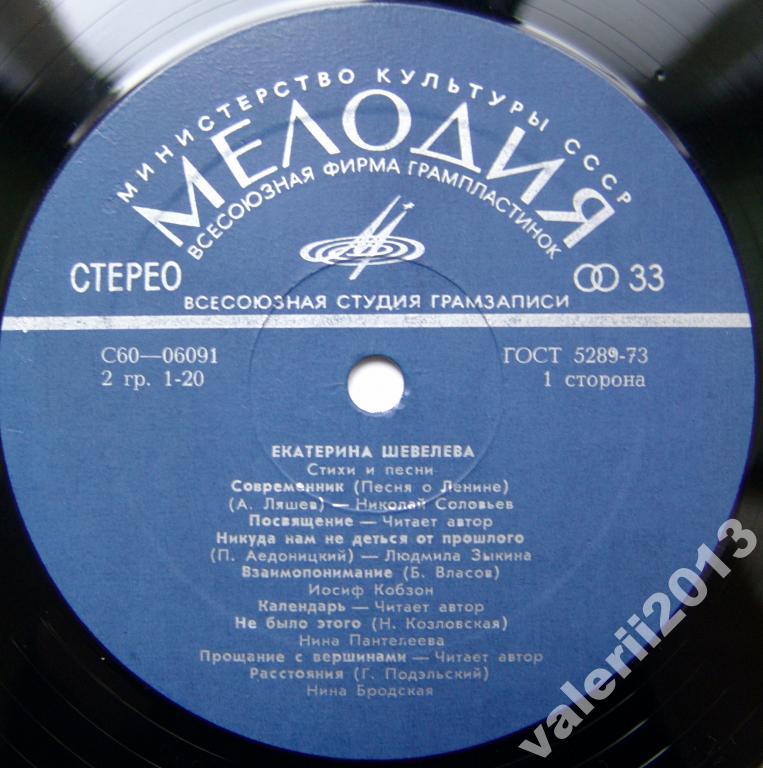 МИНИСТЕРСТВО КУЛЬТУРЫ СССР
МЕЛОДИЯ
ВСЕСОЮЗНАЯ ФИРМА ГРАМПЛАСТИНОК
СТЕРЕО 33
ВСЕСОЮЗНАЯ СТУДИЯ ГРАМЗАПИСИ
С60—06091 ГОСТ 5289-73
2 гр. 1-20 1 сторона
ЕКАТЕРИНА ШЕВЕЛЕВА
Стихи и песни
Современник (Песня о Ленине)
(А. Ляшев) — Николай Соловьев
Посвящение — Читает автор
Никуда нам не деться от прошлого
(П. Аедоницкий) — Людмила Зыкина
Взаимопонимание (Б. Власов)
Иосиф Кобзон
Календарь — Читает автор
Не было этого (Н. Козловская)
Нина Пантелеева
Прощание с вершинами — Читает автор
Расстояния (Г. Подэльский)
Нина Бродская
valerii2013